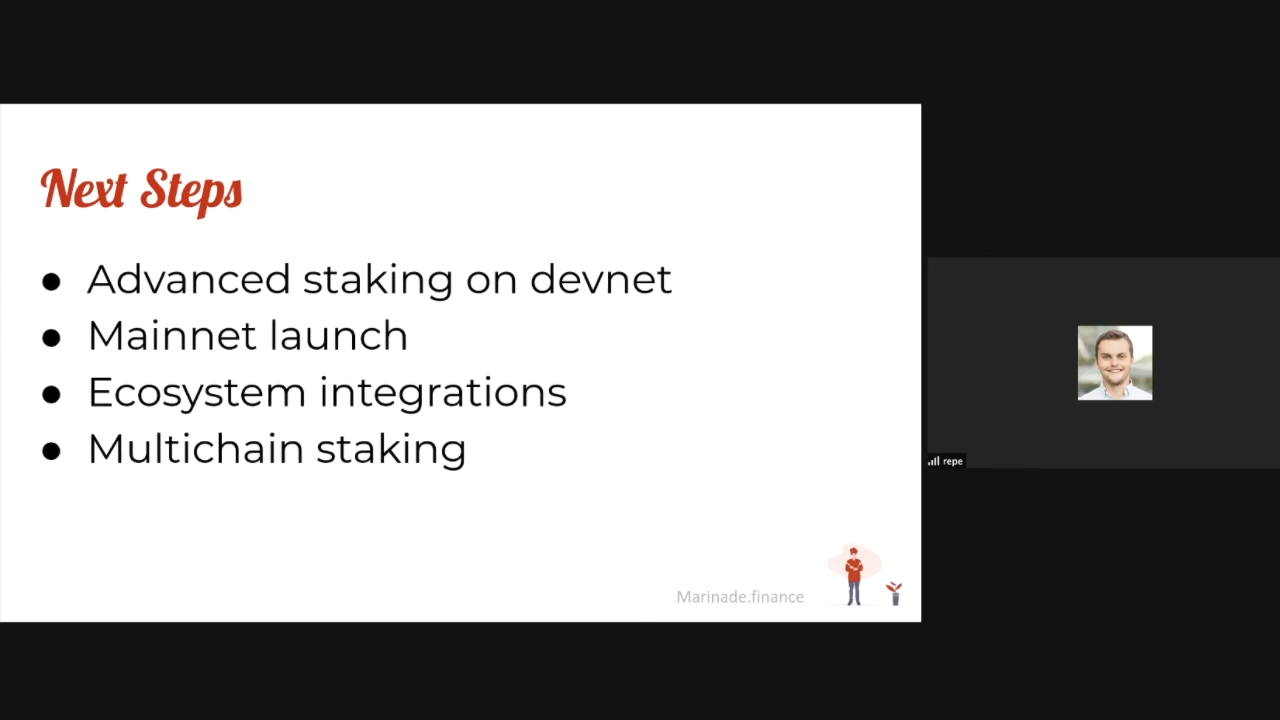 Next Steps
● Advanced staking on devnet
● Mainnet launch
● Ecosystem integrations
● Multichain staking
Marinade.finance
repe